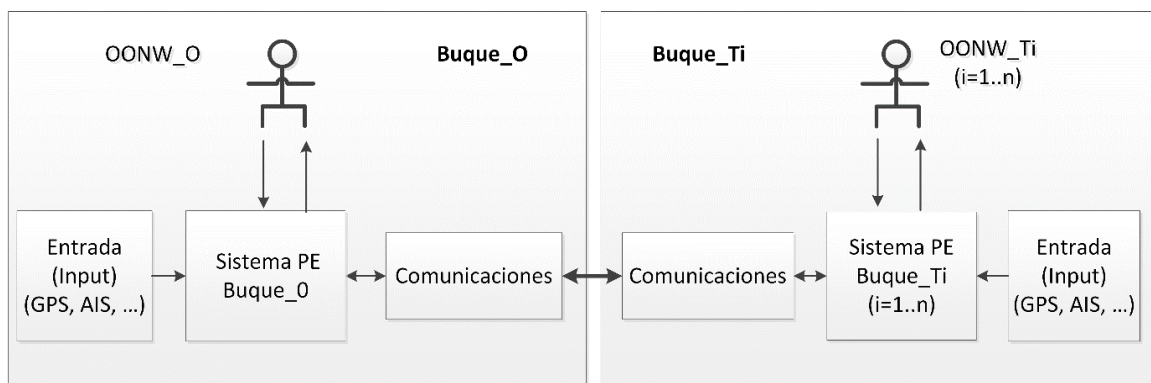 OONW_O
Buque_O
Entrada
(Input)
(GPS, AIS, ...)
Sistema PE
Buque_0
Comunicaciones
Buque_Ti
OONW_Ti
(i=1..n)
Comunicaciones
Sistema PE
Buque_Ti
(i=1..n)
Entrada
(Input)
(GPS, AIS, ...)